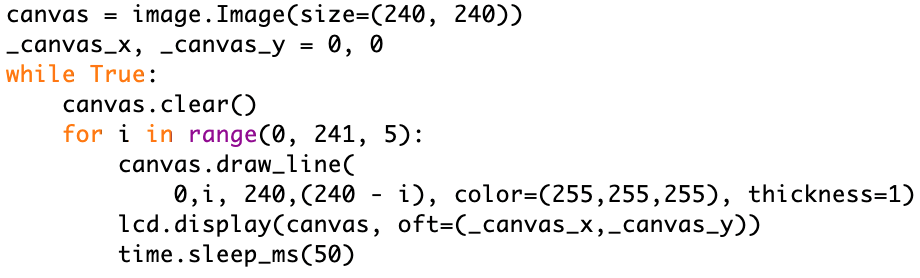 canvas = image.Image(size=(240, 240))
_canvas_x, _canvas_y = 0, 0
while True:
    canvas.clear()
    for i in range(0, 241, 5):
        canvas.draw_line(
            0,i, 240,(240 - i), color=(255,255,255), thickness=1)
        lcd.display(canvas, oft=(_canvas_x,_canvas_y))
        time.sleep_ms(50)